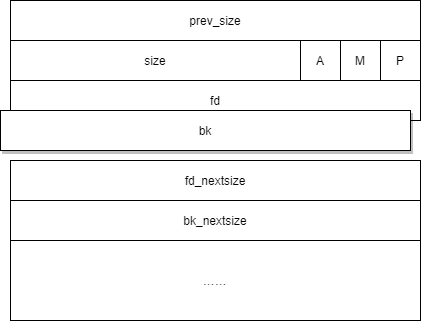 prev_size
size A M P
fd
bk
fd_nextsize
bk_nextsize
……